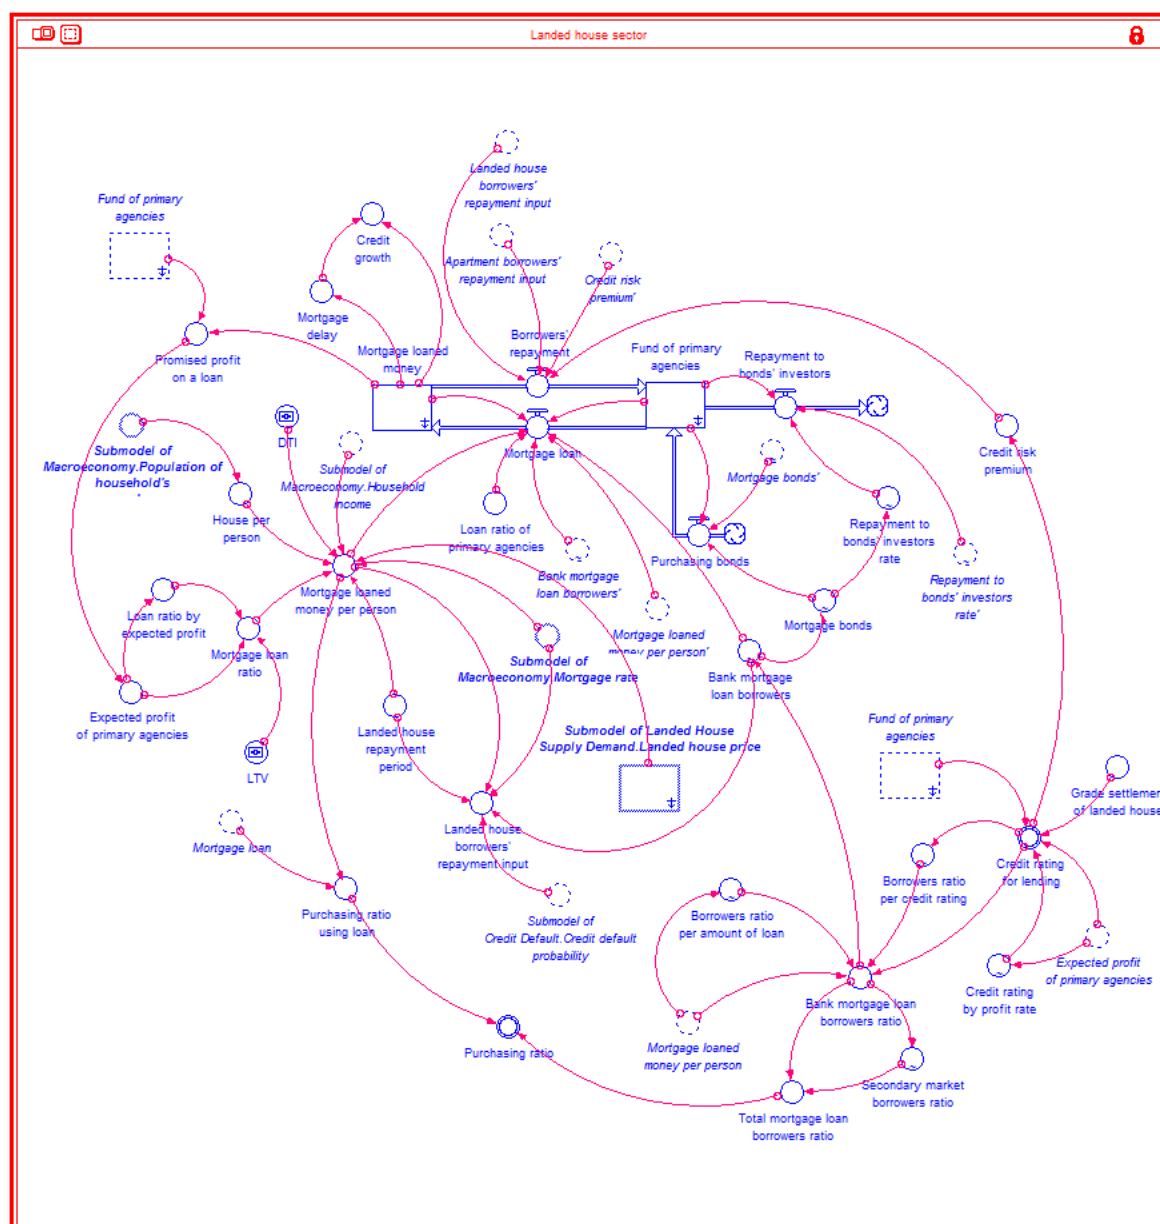 Landed house sector
Landed house
borrowers'
repayment input
Fund of primary
agencies
Credit
growth
Apartment borrowers'
repayment input
Credit risk
premium'
Mortgage
delay
Borrowers'
repayment
Mortgage loaned
money
Fund of primary
agencies
Repayment to
bonds' investors
Promised profit
on a loan
DTI
Submodel of
Macroeconomy.Population of
household's
Submodel of
Macroeconomy.Household
income
Mortgage loan
Credit risk
premium
Mortgage bonds'
House per
person
Loan ratio of
primary agencies
Repayment to
bonds' investors
rate
Purchasing bonds
Bank mortgage
loan borrowers'
Repayment to
bonds' investors
rate'
Mortgage loaned
money per person
Loan ratio by
expected profit
Mortgage loan
ratio
Mortgage loaned
money per person'
Mortgage bonds
Submodel of
Macroeconomy.Mortgage rate
Bank mortgage
loan borrowers
Expected profit
of primary agencies
Landed house
repayment
period
Submodel of Landed House
Supply Demand.Landed house price
Fund of primary
agencies
LTV
Grade settlement
of landed house
Landed house
borrowers'
repayment input
Mortgage loan
Credit rating
for lending
Borrowers ratio
per credit rating
Purchasing ratio
using loan
Submodel of
Credit Default.Credit default
probability
Borrowers ratio
per amount of loan
Expected profit
of primary agencies
Credit rating
by profit rate
Bank mortgage loan
borrowers ratio
Purchasing ratio
Mortgage loaned
money per person
Secondary market
borrowers ratio
Total mortgage loan
borrowers ratio